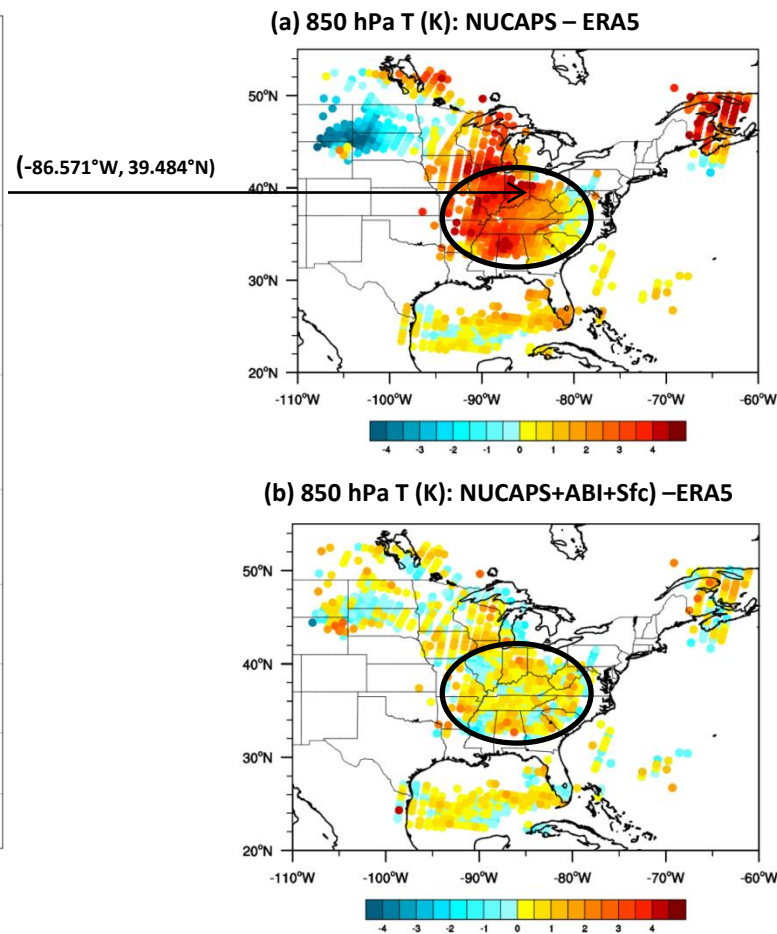 (a) 850 hPa T (K): NUCAPS – ERA5
50°N
(-86.571°W, 39.484°N)
40°N
30°N
20°N
-110°W -100°W -90°W -80°W -70°W -60°W
-4 -3 -2 -1 0 1 2 3 4
(b) 850 hPa T (K): NUCAPS+ABI+Sfc) –ERA5
50°N
40°N
30°N
20°N
-110°W -100°W -90°W -80°W -70°W -60°W
-4 -3 -2 -1 0 1 2 3 4